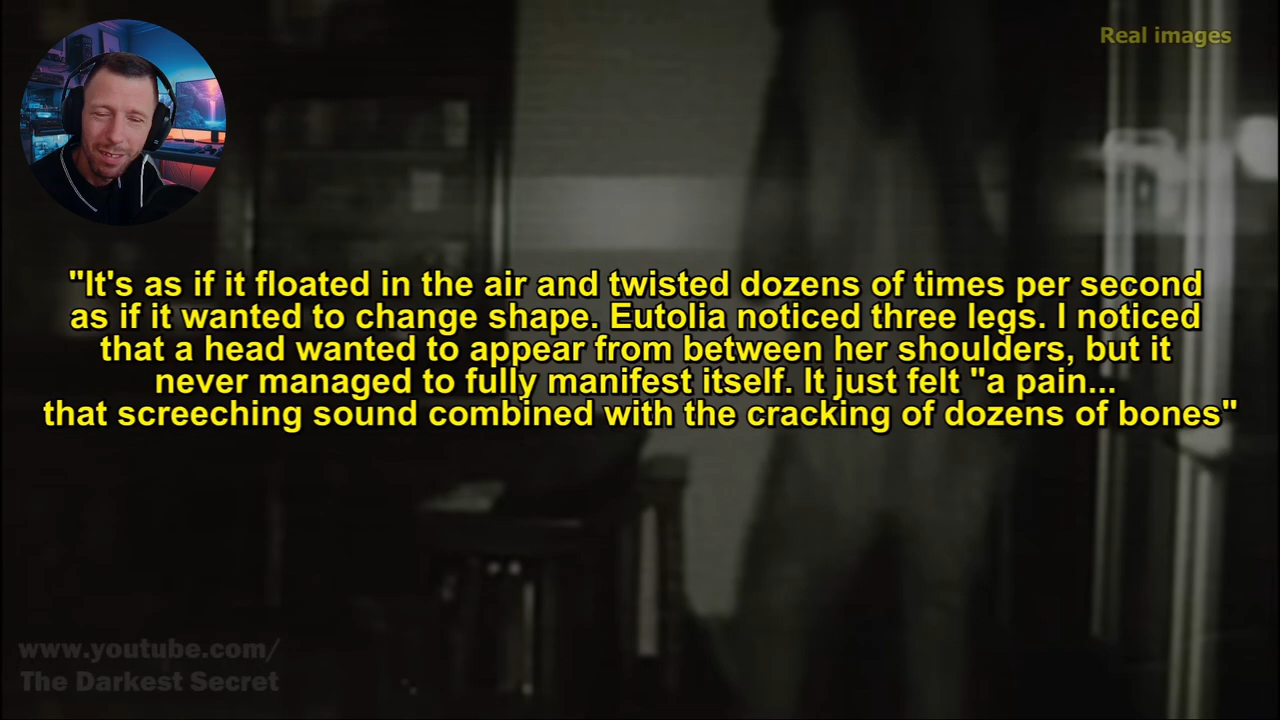 Real images
"It's as if it floated in the air and twisted dozens of times per second
as if it wanted to change shape. Eutolia noticed three legs. I noticed
that a head wanted to appear from between her shoulders, but it
never managed to fully manifest itself. It just felt "a pain...
that screeching sound combined with the cracking of dozens of bones"
www.youtube.com/
The Darkest Secret